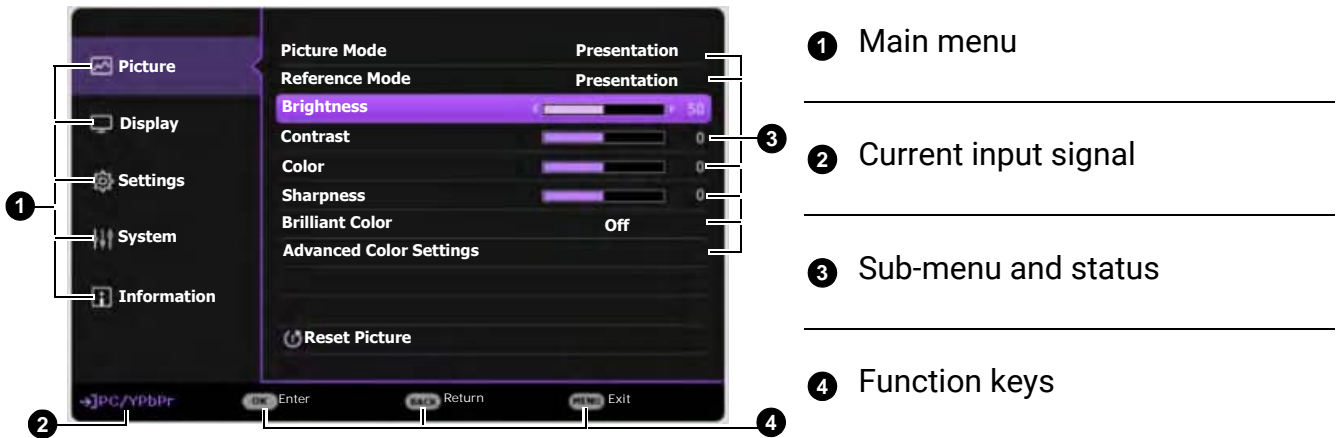 Picture
Display
Settings
System
Information
Picture Mode Presentation
Reference Mode Presentation
Brightness 50
Contrast 0
Color 0
Sharpness 0
Brilliant Color Off
Advanced Color Settings
Reset Picture
PC/YPbPr OK Enter BACK Return MENU Exit
1
2
3
4
1 Main menu
2 Current input signal
3 Sub-menu and status
4 Function keys